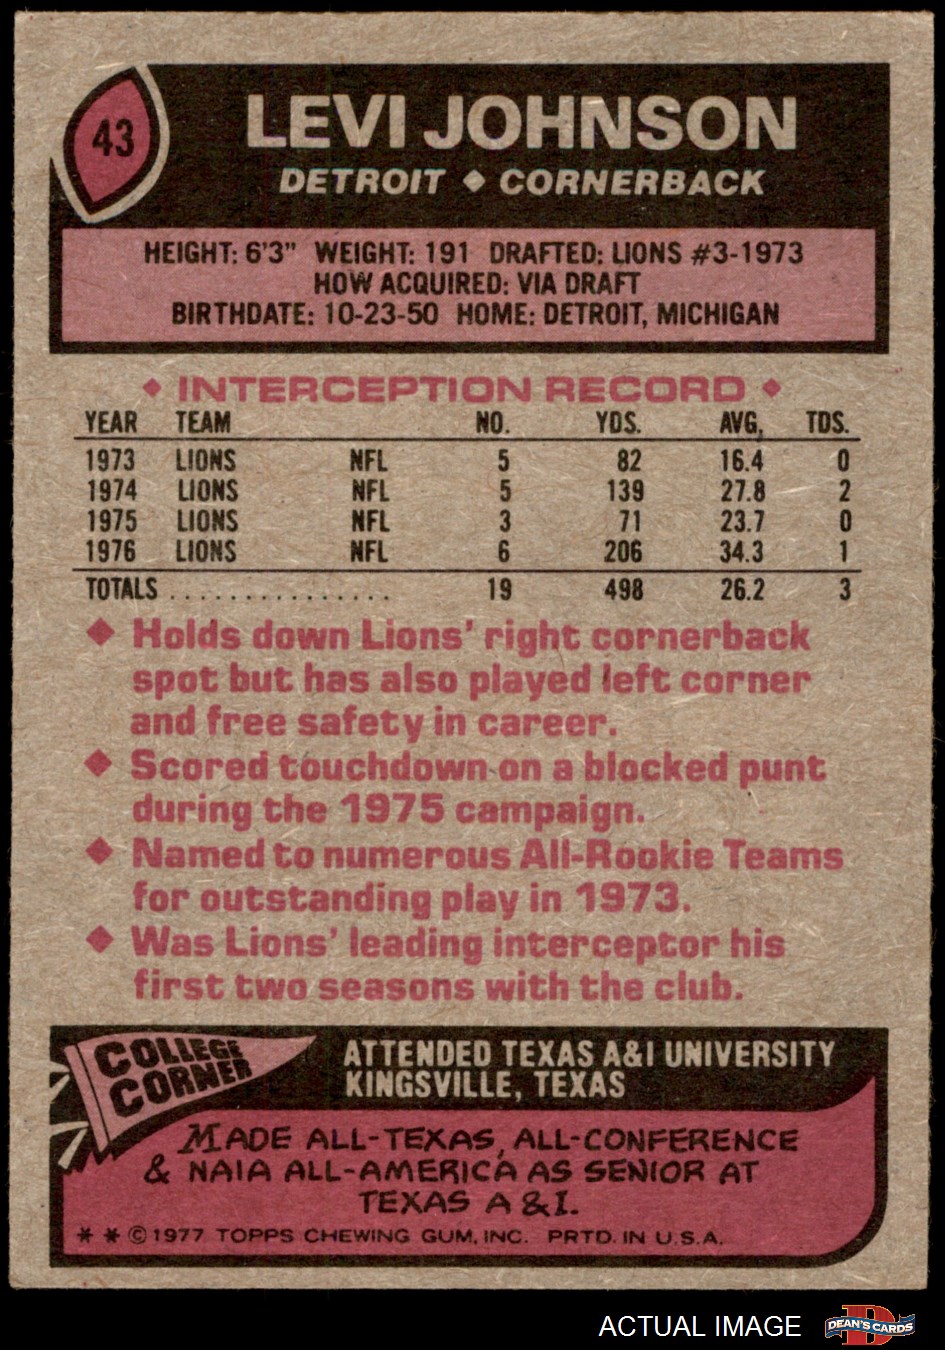 43
LEVI JOHNSON
DETROIT ◆ CORNERBACK
HEIGHT: 6'3" WEIGHT: 191 DRAFTED: LIONS #3-1973
HOW ACQUIRED: VIA DRAFT
BIRTHDATE: 10-23-50 HOME: DETROIT, MICHIGAN
◆ INTERCEPTION RECORD ◆
YEAR TEAM NO. YDS. AVG. TDS.
1973 LIONS NFL 5 82 16.4 0
1974 LIONS NFL 5 139 27.8 2
1975 LIONS NFL 3 71 23.7 0
1976 LIONS NFL 6 206 34.3 1
TOTALS . . . . . . . . . . . . . . . 19 498 26.2 3
◆ Holds down Lions' right cornerback
spot but has also played left corner
and free safety in career.
◆ Scored touchdown on a blocked punt
during the 1975 campaign.
◆ Named to numerous All-Rookie Teams
for outstanding play in 1973.
◆ Was Lions' leading interceptor his
first two seasons with the club.
COLLEGE
CORNER
ATTENDED TEXAS A&I UNIVERSITY
KINGSVILLE, TEXAS
MADE ALL-TEXAS, ALL-CONFERENCE
& NAIA ALL-AMERICA AS SENIOR AT
TEXAS A & I.
* * © 1977 TOPPS CHEWING GUM, INC. PRTD. IN U.S.A.
ACTUAL IMAGE
D
DEAN'S CARDS